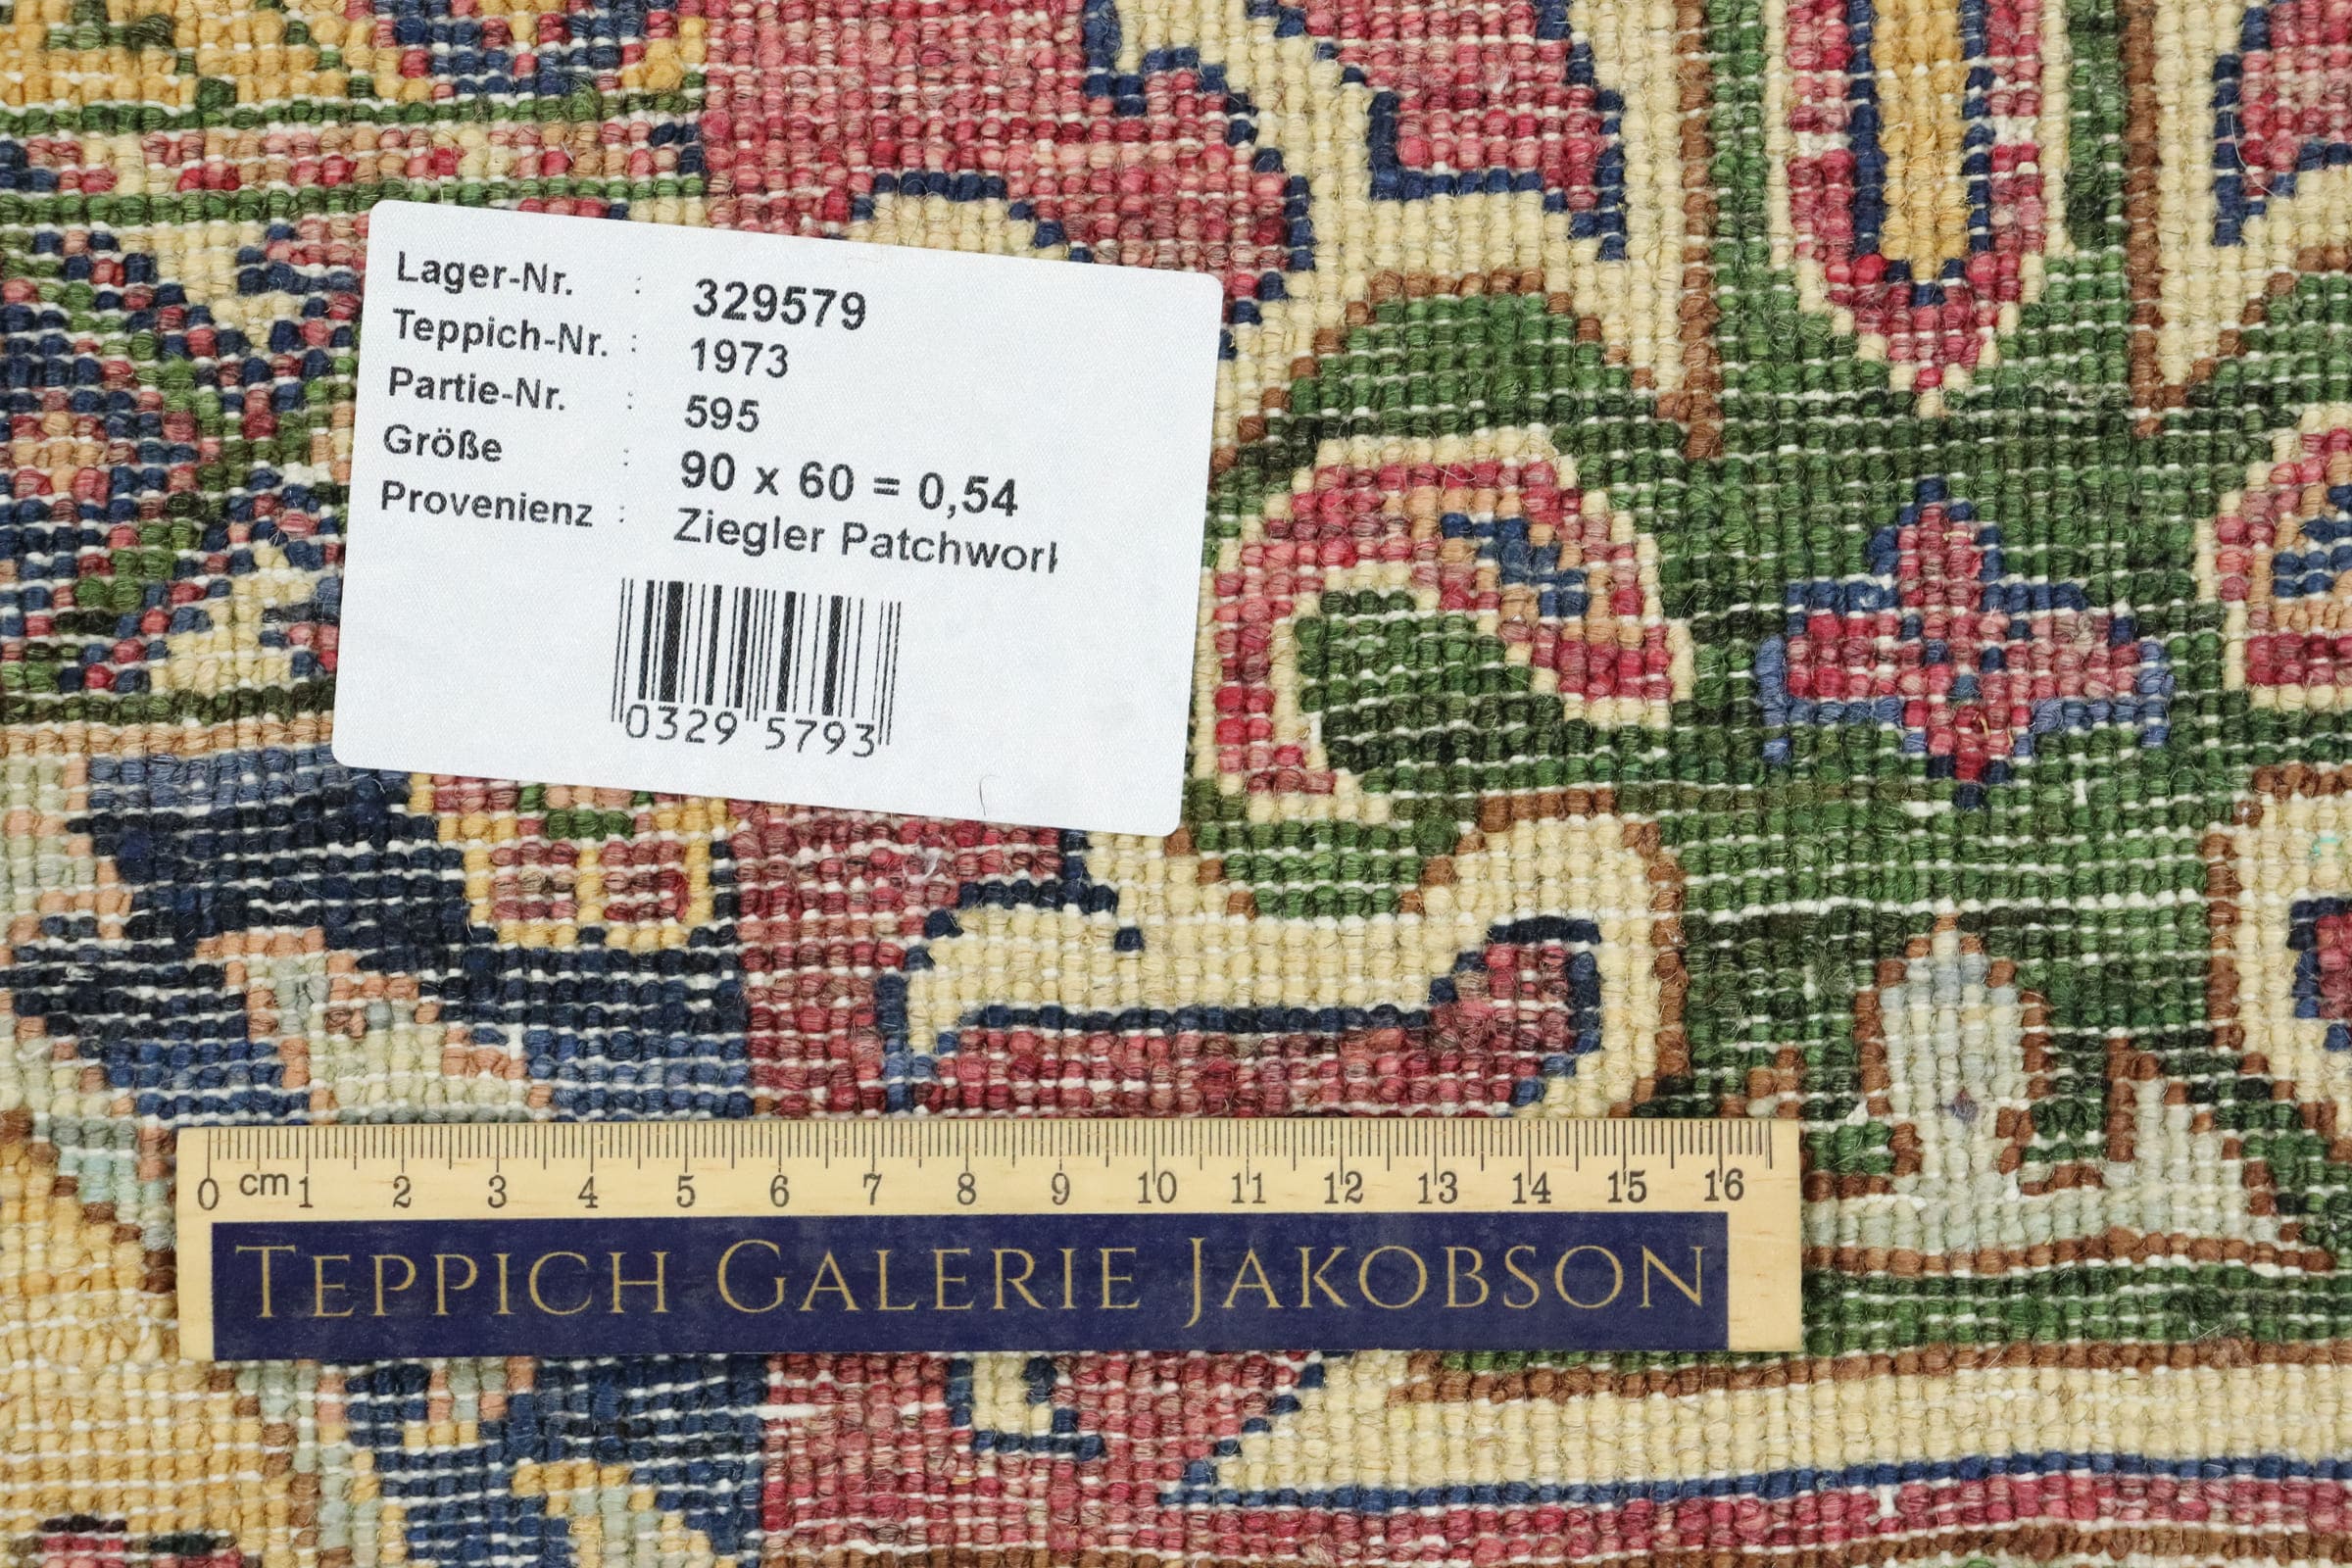 Lager-Nr. : 329579
Teppich-Nr. : 1973
Partie-Nr. : 595
Größe : 90 x 60 = 0,54
Provenienz : Ziegler Patchwork
0329 5793
0 cm 1 2 3 4 5 6 7 8 9 10 11 12 13 14 15 16
TEPPICH GALERIE JAKOBSON